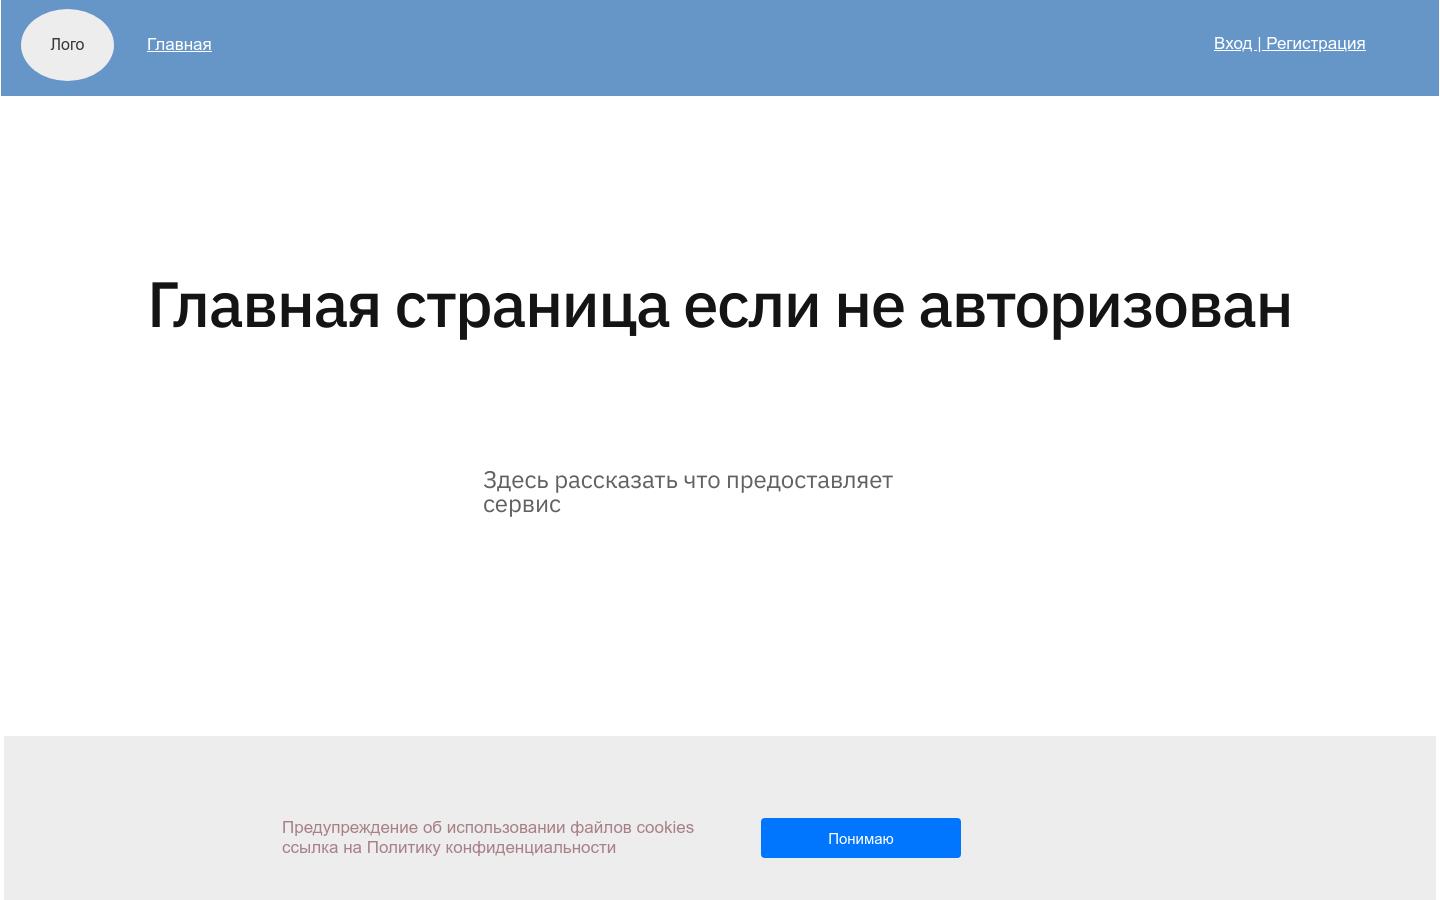 Лого
Главная
Вход | Регистрация
Главная страница если не авторизован
Здесь рассказать что предоставляет
сервис
Предупреждение об использовании файлов cookies
ссылка на Политику конфиденциальности
Понимаю